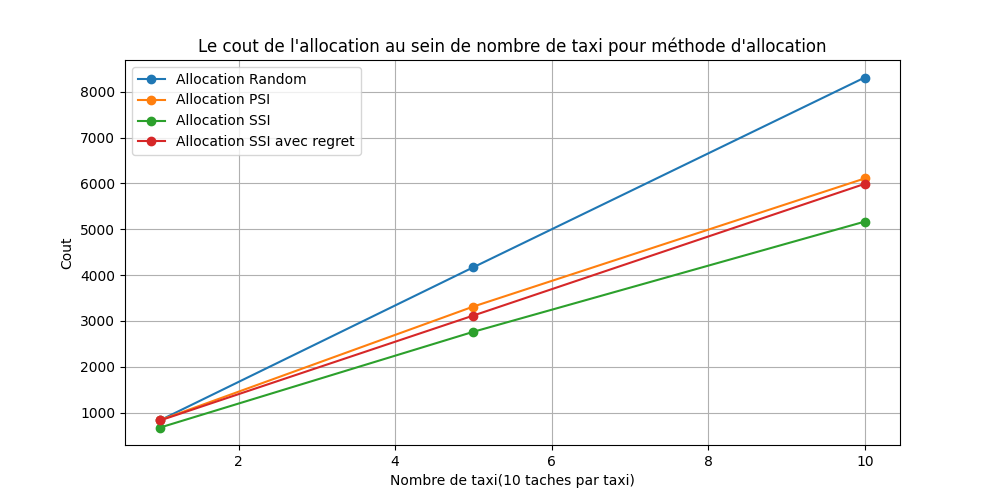 Le cout de l'allocation au sein de nombre de taxi pour méthode d'allocation
Allocation Random
Allocation PSI
Allocation SSI
Allocation SSI avec regret
8000
7000
6000
5000
4000
3000
2000
1000
Cout
2 4 6 8 10
Nombre de taxi(10 taches par taxi)